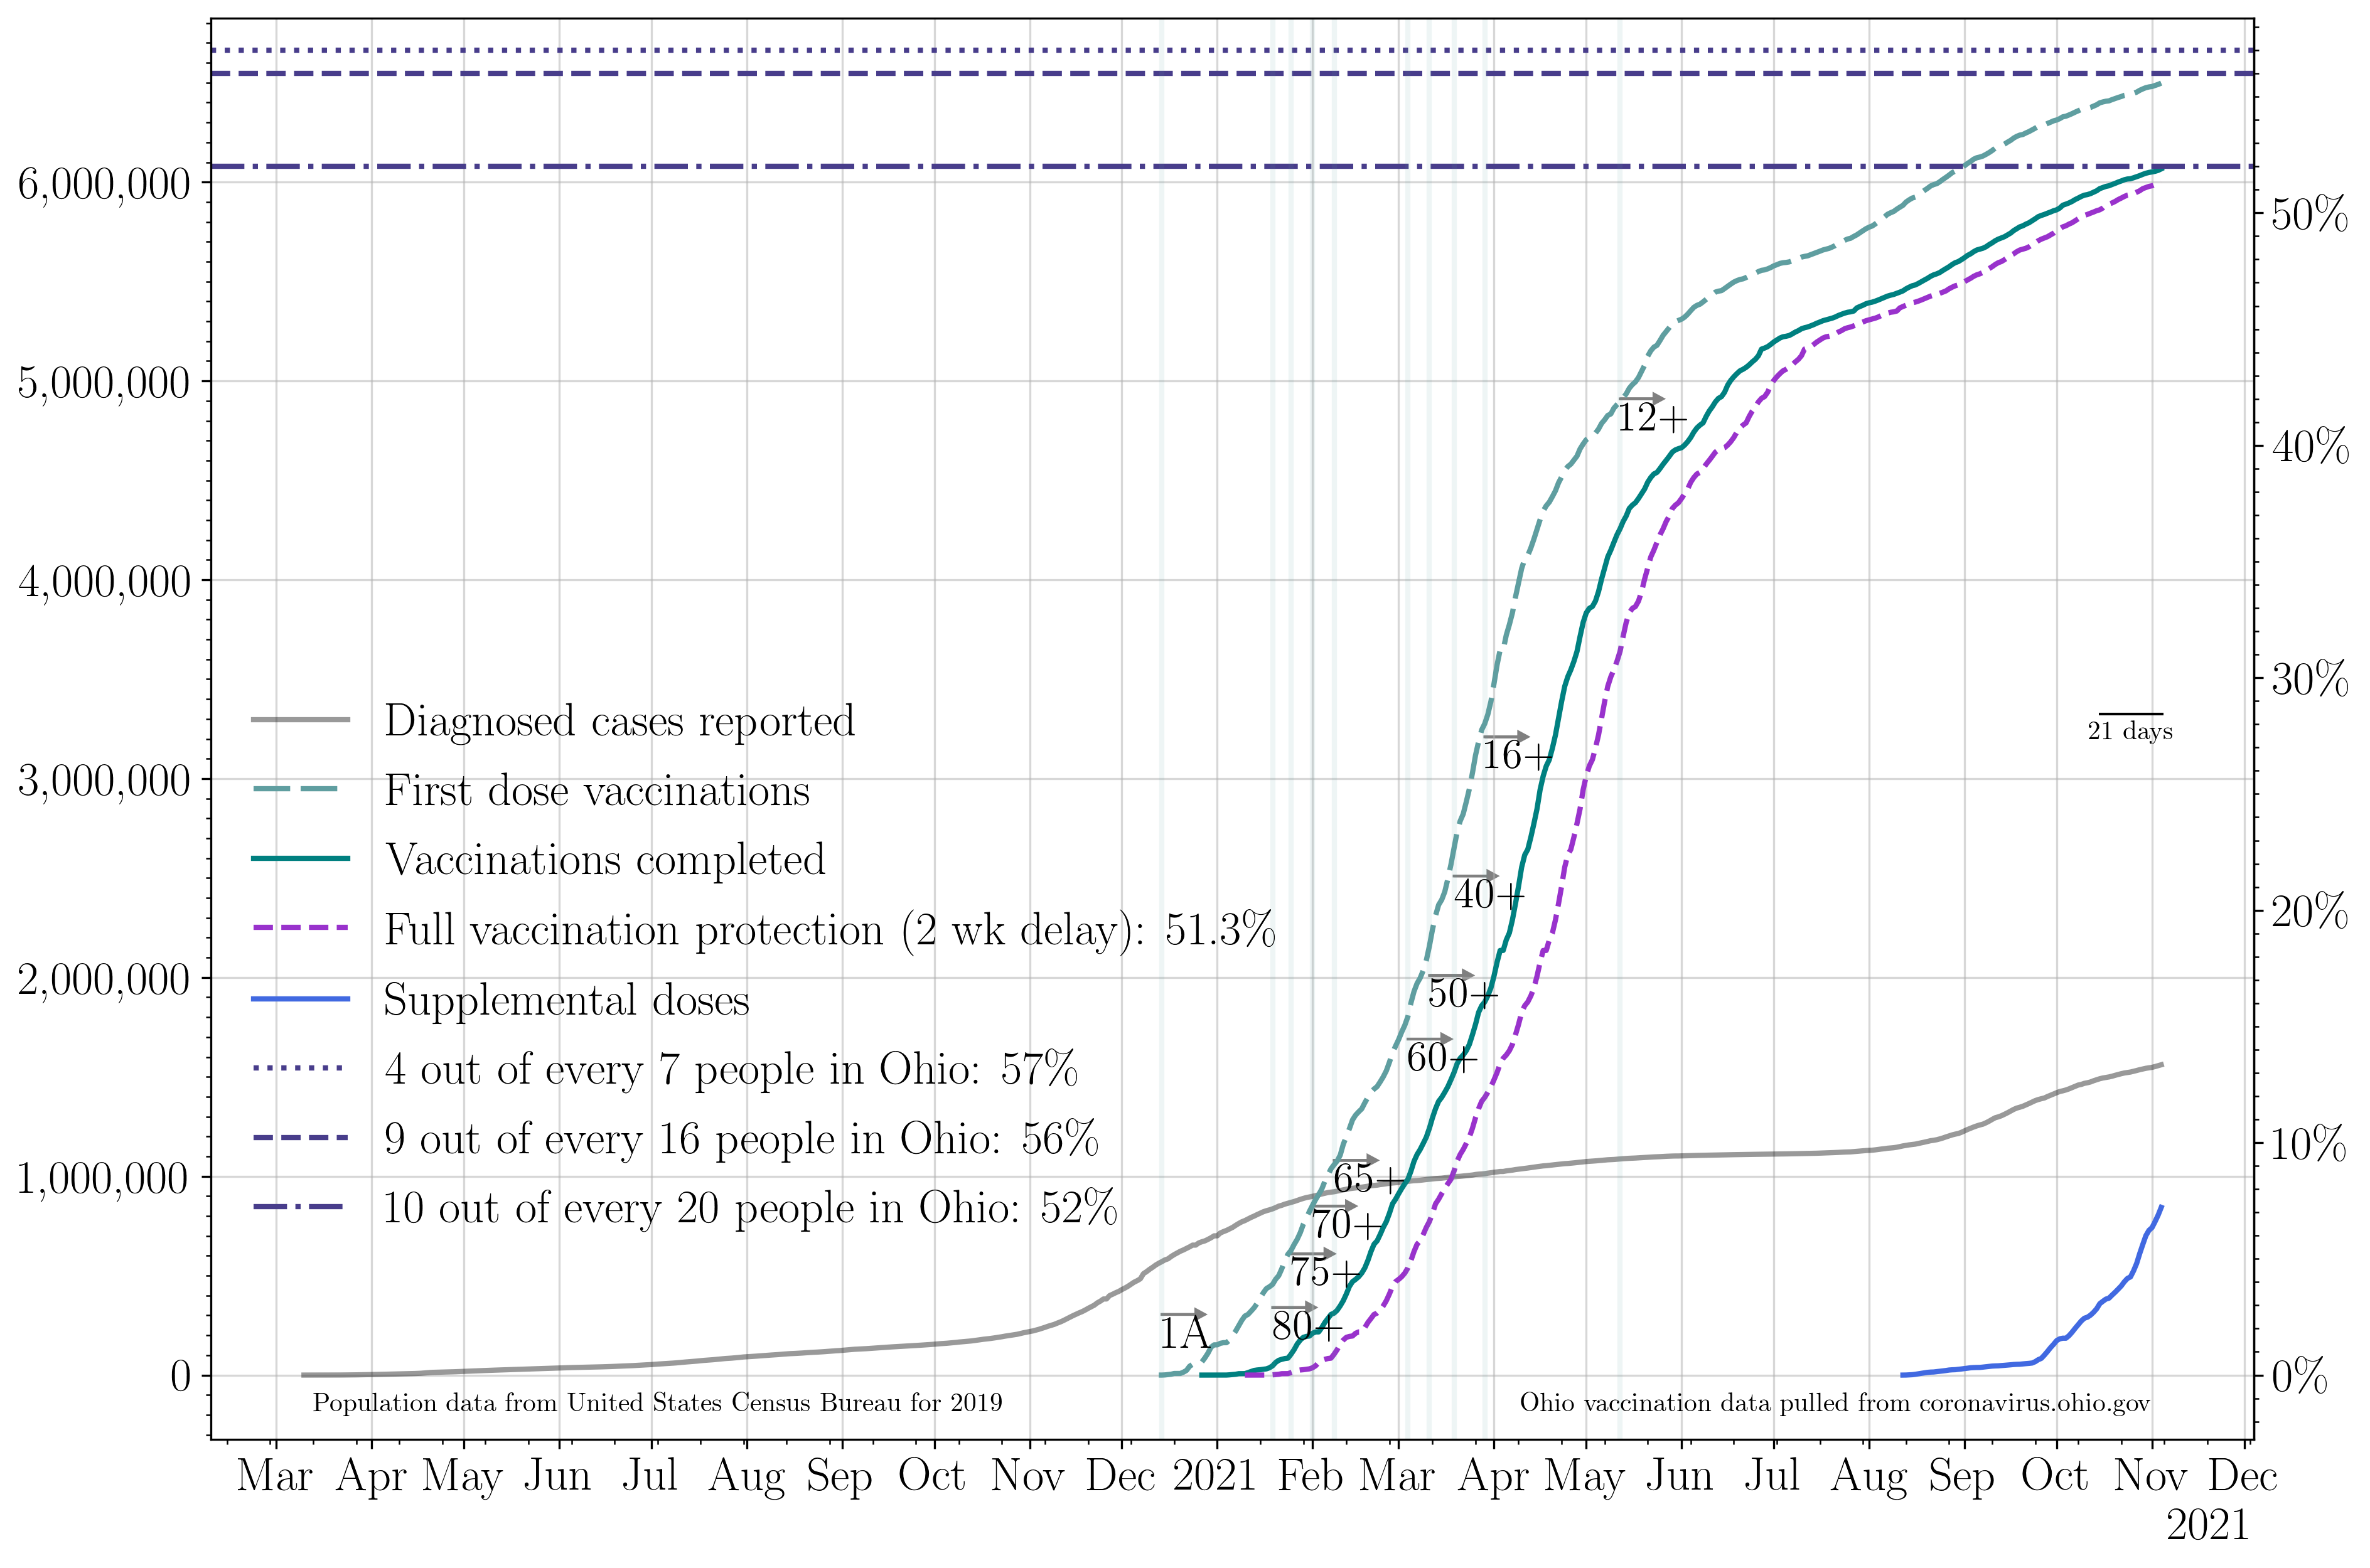 6,000,000
5,000,000
4,000,000
3,000,000
2,000,000
1,000,000
0
50%
40%
30%
20%
10%
0%
12+
16+
40+
50+
60+
65+
70+
75+
80+
1A
21 days
Diagnosed cases reported
First dose vaccinations
Vaccinations completed
Full vaccination protection (2 wk delay): 51.3%
Supplemental doses
4 out of every 7 people in Ohio: 57%
9 out of every 16 people in Ohio: 56%
10 out of every 20 people in Ohio: 52%
Population data from United States Census Bureau for 2019
Ohio vaccination data pulled from coronavirus.ohio.gov
Mar Apr May Jun Jul Aug Sep Oct Nov Dec 2021 Feb Mar Apr May Jun Jul Aug Sep Oct Nov Dec
2021